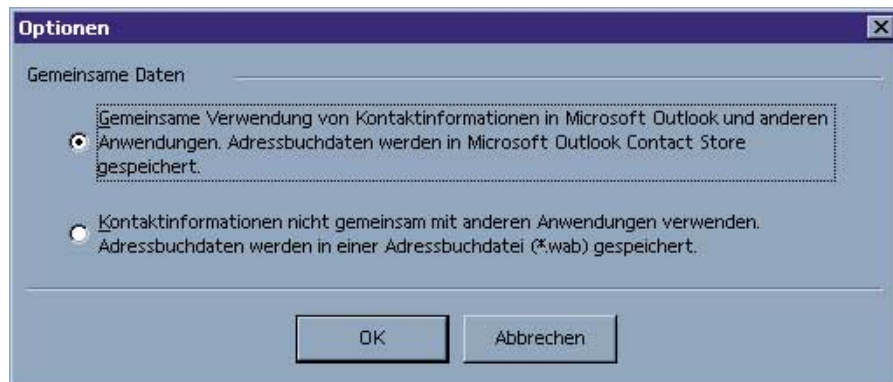 Optionen
Gemeinsame Daten
Gemeinsame Verwendung von Kontaktinformationen in Microsoft Outlook und anderen
Anwendungen. Adressbuchdaten werden in Microsoft Outlook Contact Store
gespeichert.
Kontaktinformationen nicht gemeinsam mit anderen Anwendungen verwenden.
Adressbuchdaten werden in einer Adressbuchdatei (*.wab) gespeichert.
OK
Abbrechen